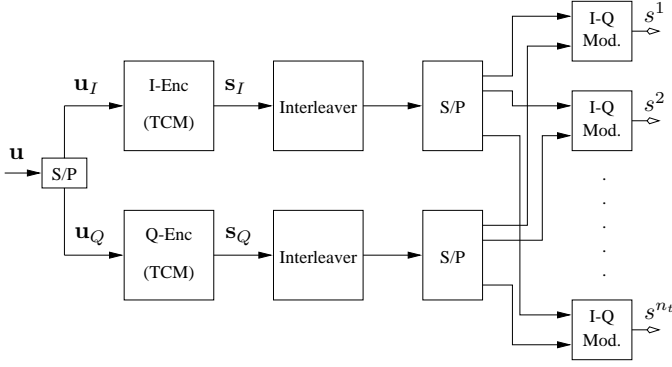 u
S/P
u_I
I-Enc
(TCM)
s_I
Interleaver
S/P
u_Q
Q-Enc
(TCM)
s_Q
Interleaver
S/P
I-Q
Mod.
s^1
I-Q
Mod.
s^2
.
.
.
.
.
.
.
.
.
.
I-Q
Mod.
s^{n_t}